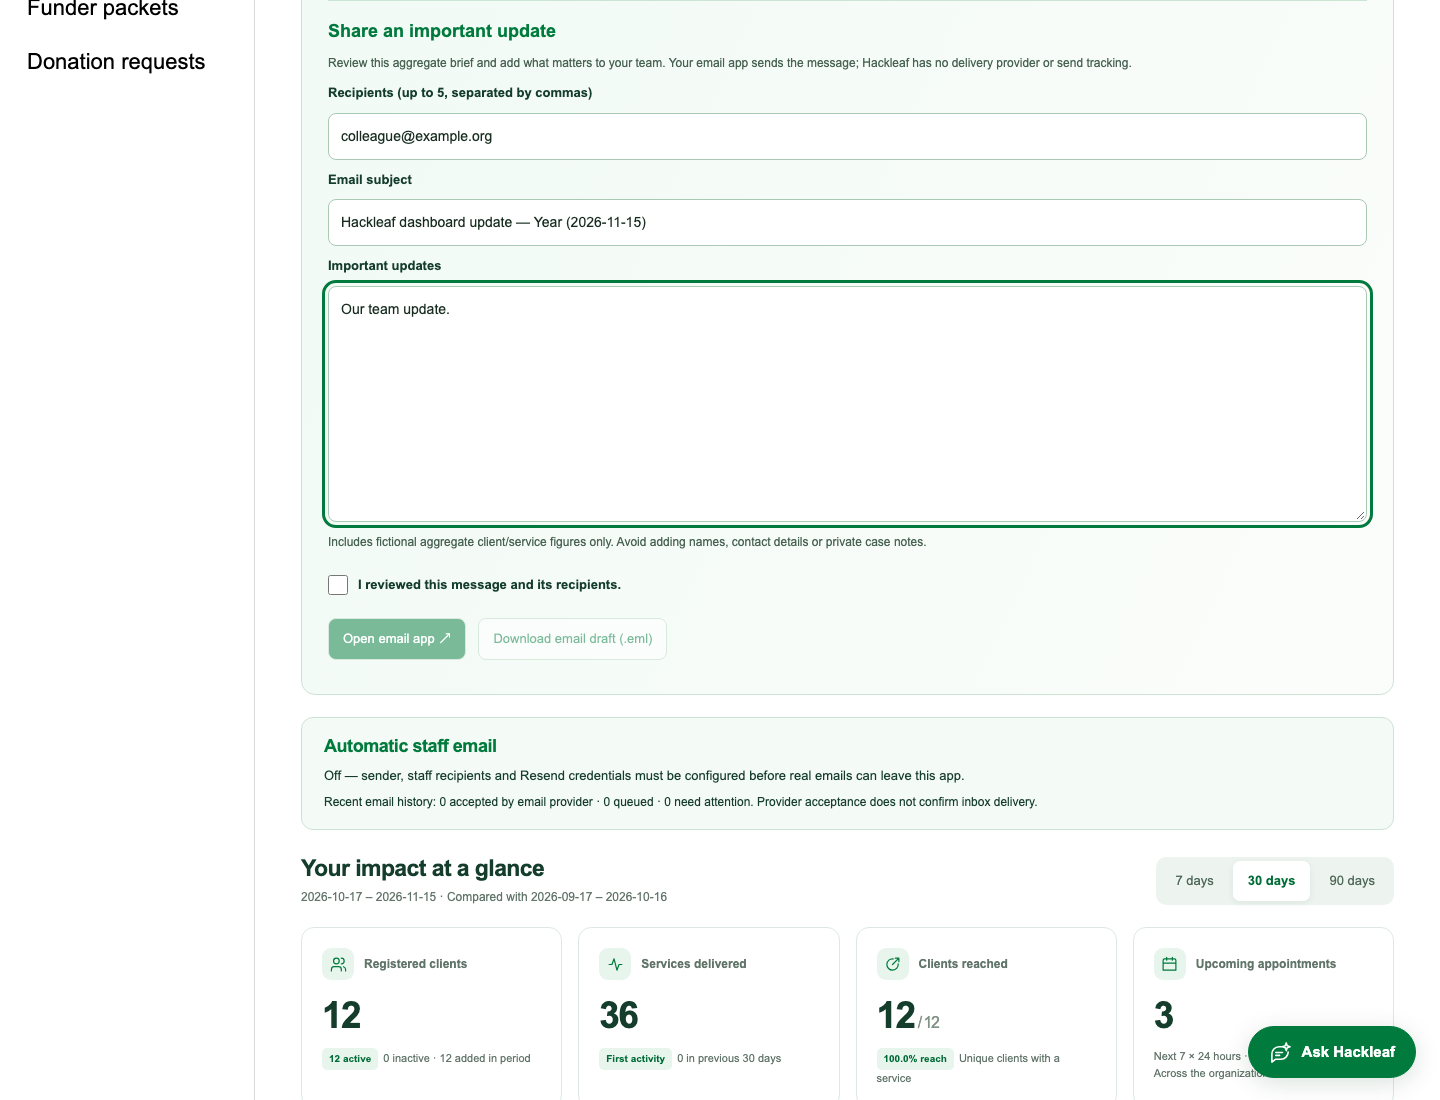 Funder packets
Donation requests
Share an important update
Review this aggregate brief and add what matters to your team. Your email app sends the message; Hackleaf has no delivery provider or send tracking.
Recipients (up to 5, separated by commas)
colleague@example.org
Email subject
Hackleaf dashboard update — Year (2026-11-15)
Important updates
Our team update.
Includes fictional aggregate client/service figures only. Avoid adding names, contact details or private case notes.
I reviewed this message and its recipients.
Open email app ↗
Download email draft (.eml)
Automatic staff email
Off — sender, staff recipients and Resend credentials must be configured before real emails can leave this app.
Recent email history: 0 accepted by email provider · 0 queued · 0 need attention. Provider acceptance does not confirm inbox delivery.
Your impact at a glance
2026-10-17 – 2026-11-15 · Compared with 2026-09-17 – 2026-10-16
7 days
30 days
90 days
Registered clients
12
12 active 0 inactive · 12 added in period
Services delivered
36
First activity 0 in previous 30 days
Clients reached
12 / 12
100.0% reach Unique clients with a
service
Upcoming appointments
3
Next 7 × 24 hours ·
Across the
Ask Hackleaf